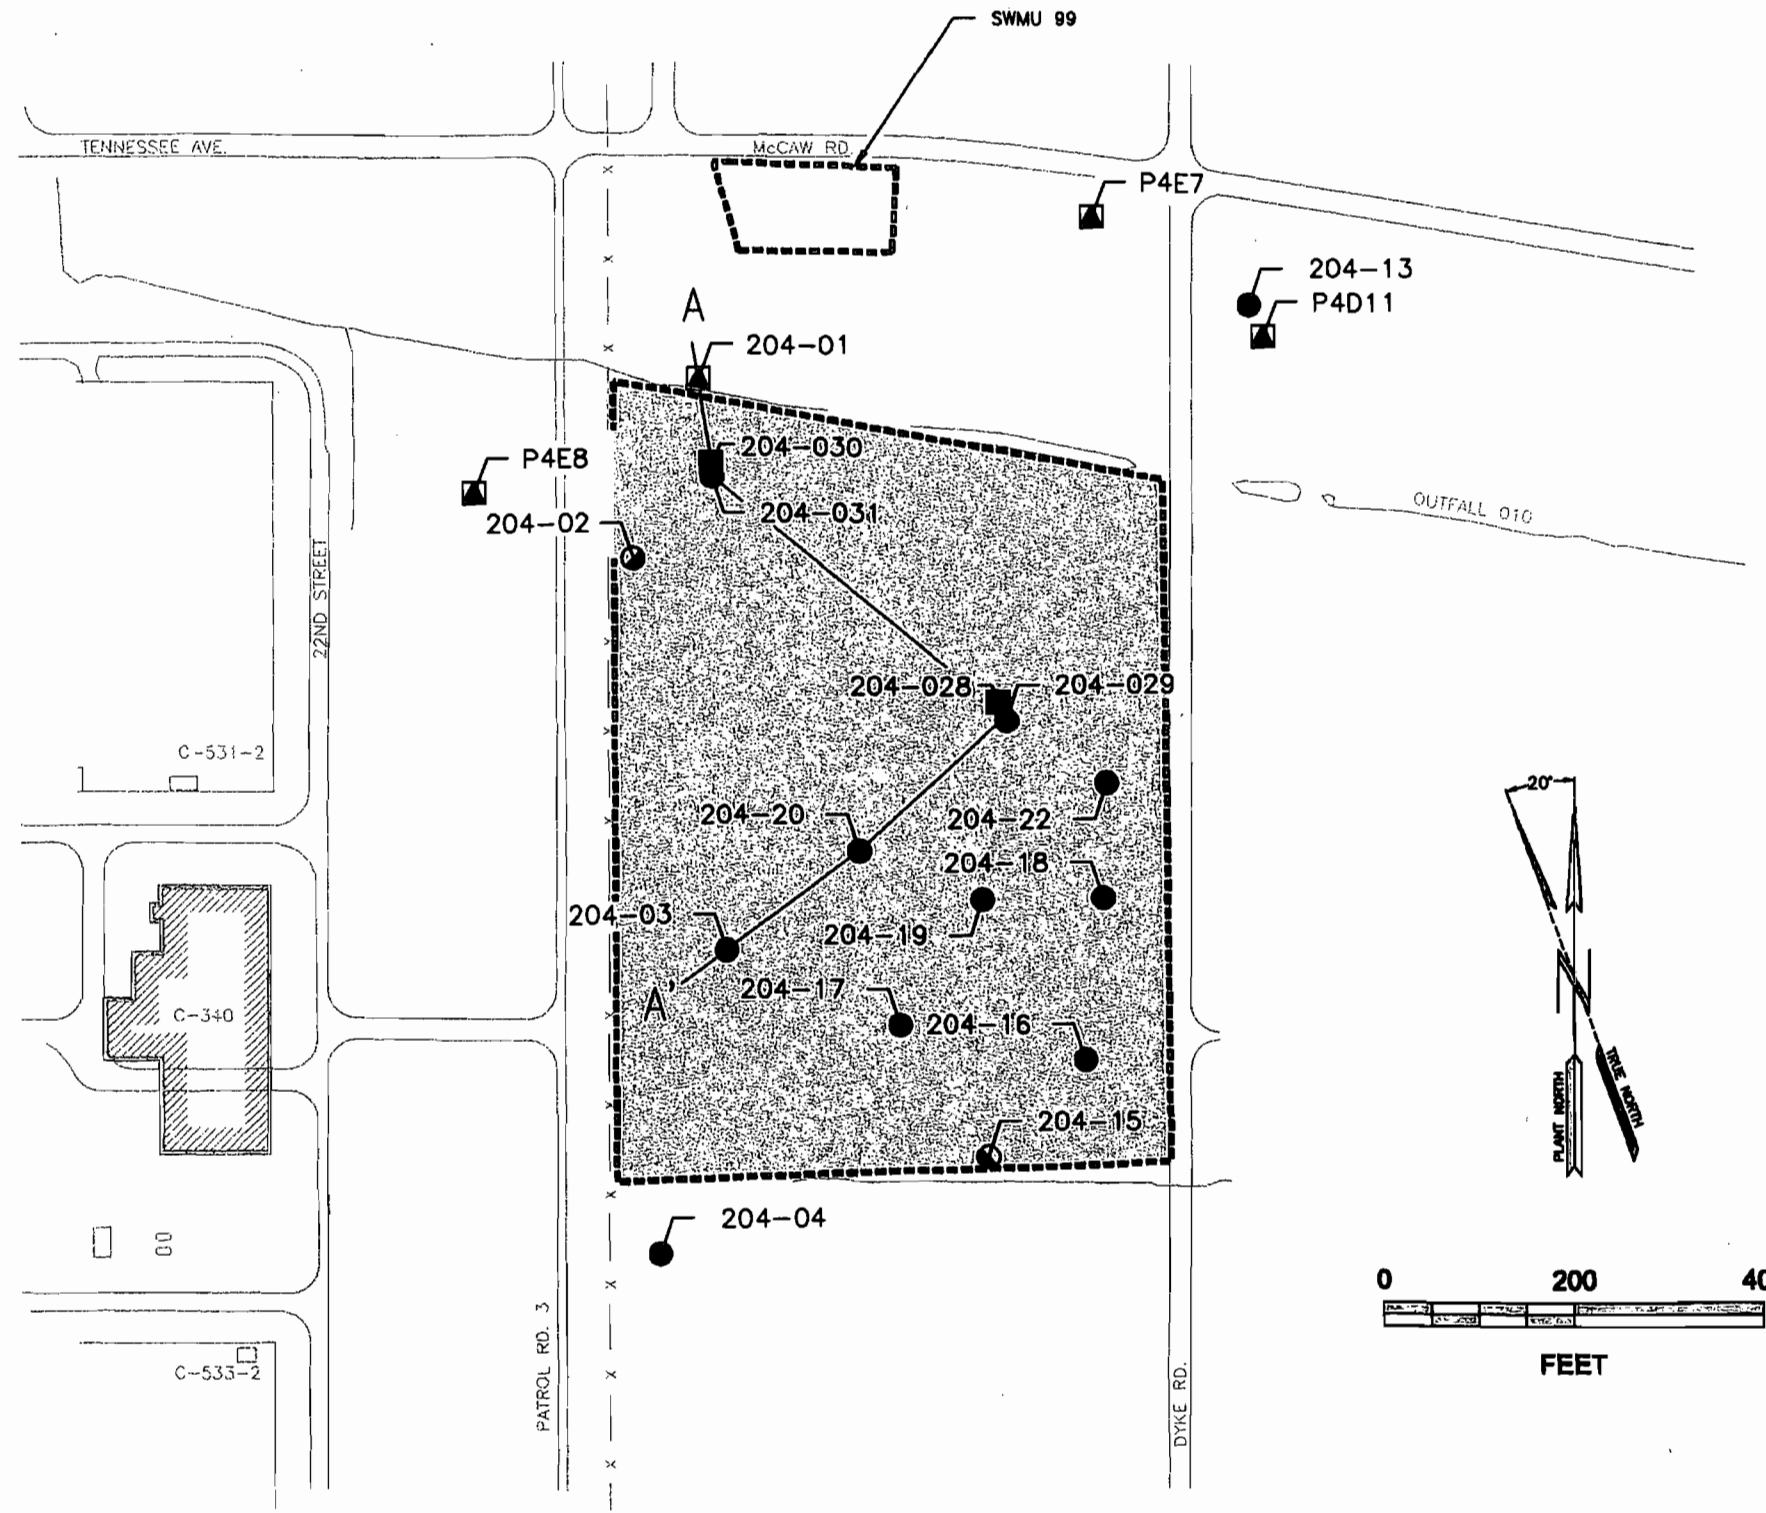 SWMU 99
TENNESSEE AVE.
McCAW RD.
P4E7
204-13
P4D11
A
204-01
204-030
P4E8
204-031
204-02
OUTFALL 010
22ND STREET
204-028
204-029
C-531-2
20°
204-20
204-22
204-18
204-03
204-19
A'
204-17
C-340
204-16
TRUE NORTH
PLANT NORTH
204-15
204-04
0 200
PATROL RD. 3
FEET
C-533-2
DYKE RD.